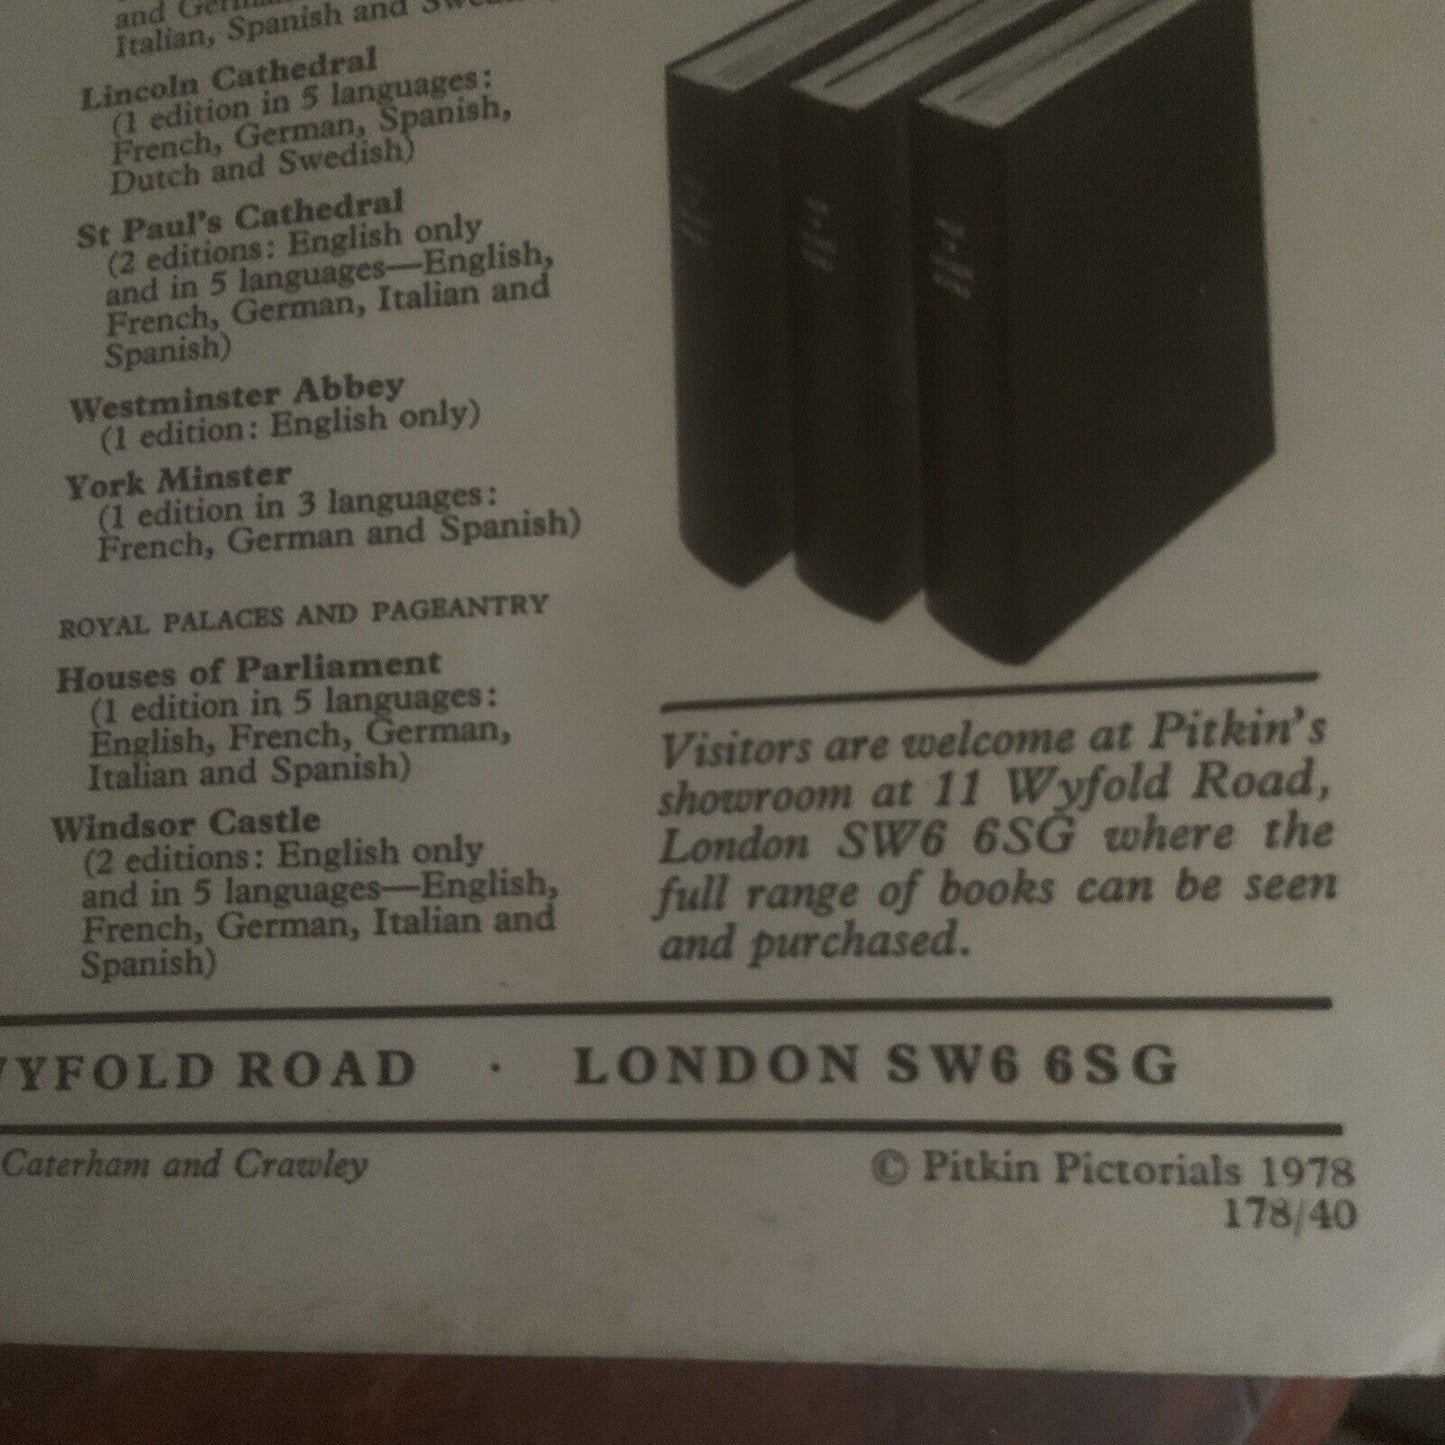 and
Italian, Spanish and
Lincoln Cathedral
(1 edition in 5 languages:
French, German, Spanish,
Dutch and Swedish)
St Paul's Cathedral
(2 editions: English only
and in 5 languages—English,
French, German, Italian and
Spanish)
Westminster Abbey
(1 edition: English only)
York Minster
(1 edition in 3 languages:
French, German and Spanish)
ROYAL PALACES AND PAGEANTRY
Houses of Parliament
(1 edition in 5 languages:
English, French, German,
Italian and Spanish)
Windsor Castle
(2 editions: English only
and in 5 languages—English,
French, German, Italian and
Spanish)
Visitors are welcome at Pitkin's
showroom at 11 Wyfold Road,
London SW6 6SG where the
full range of books can be seen
and purchased.
YFOLD ROAD · LONDON SW6 6SG
Caterham and Crawley
© Pitkin Pictorials 1978
178/40